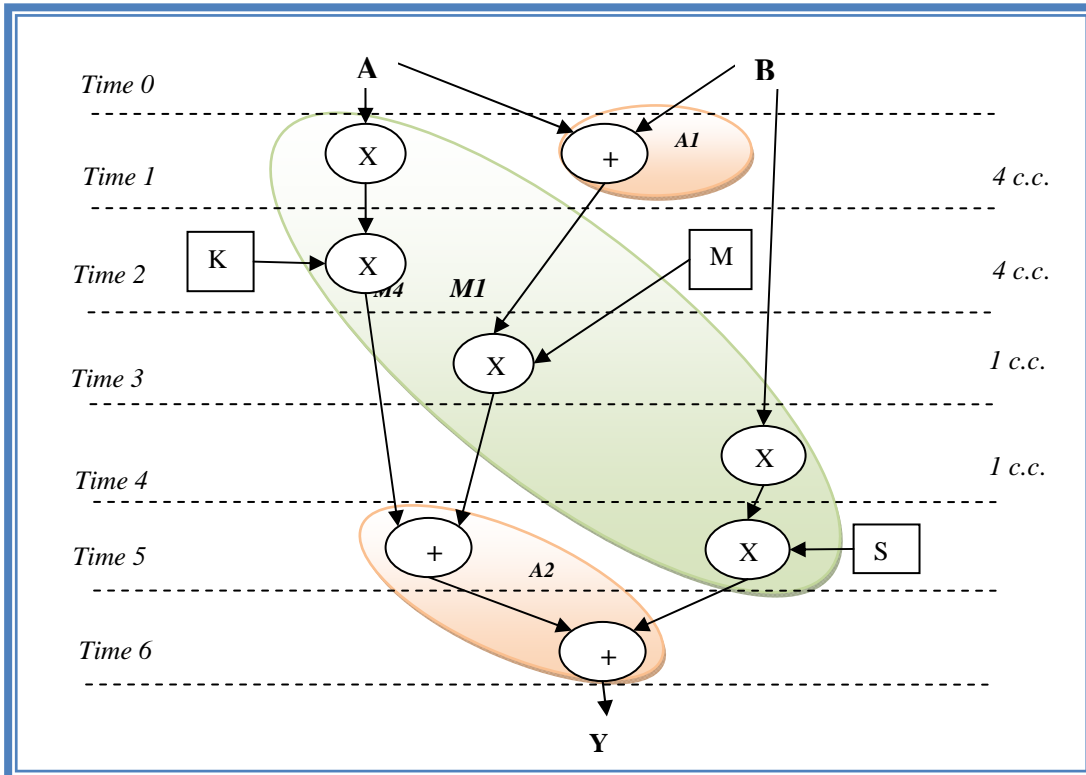 A
B
Time 0
X
+
A1
Time 1
4 c.c.
K
X
M
Time 2
M4
M1
4 c.c.
X
Time 3
1 c.c.
X
Time 4
1 c.c.
+
X
S
Time 5
A2
+
Time 6
Y